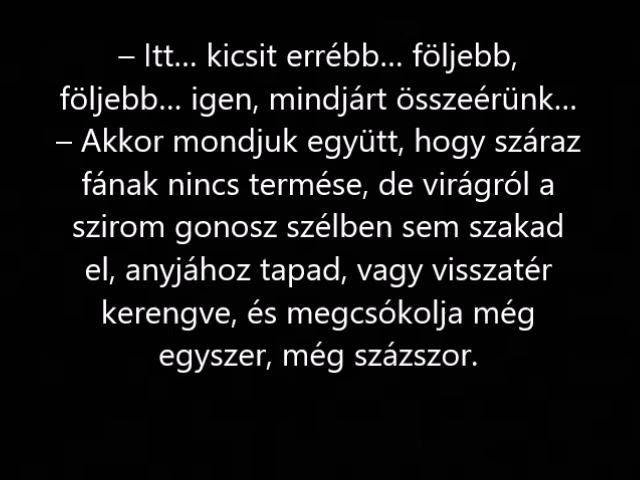 – Itt... kicsit errébb... följebb,
följebb... igen, mindjárt összeérünk...
– Akkor mondjuk együtt, hogy száraz
fának nincs termése, de virágról a
szirom gonosz szélben sem szakad
el, anyjához tapad, vagy visszatér
kerengve, és megcsókolja még
egyszer, még százszor.